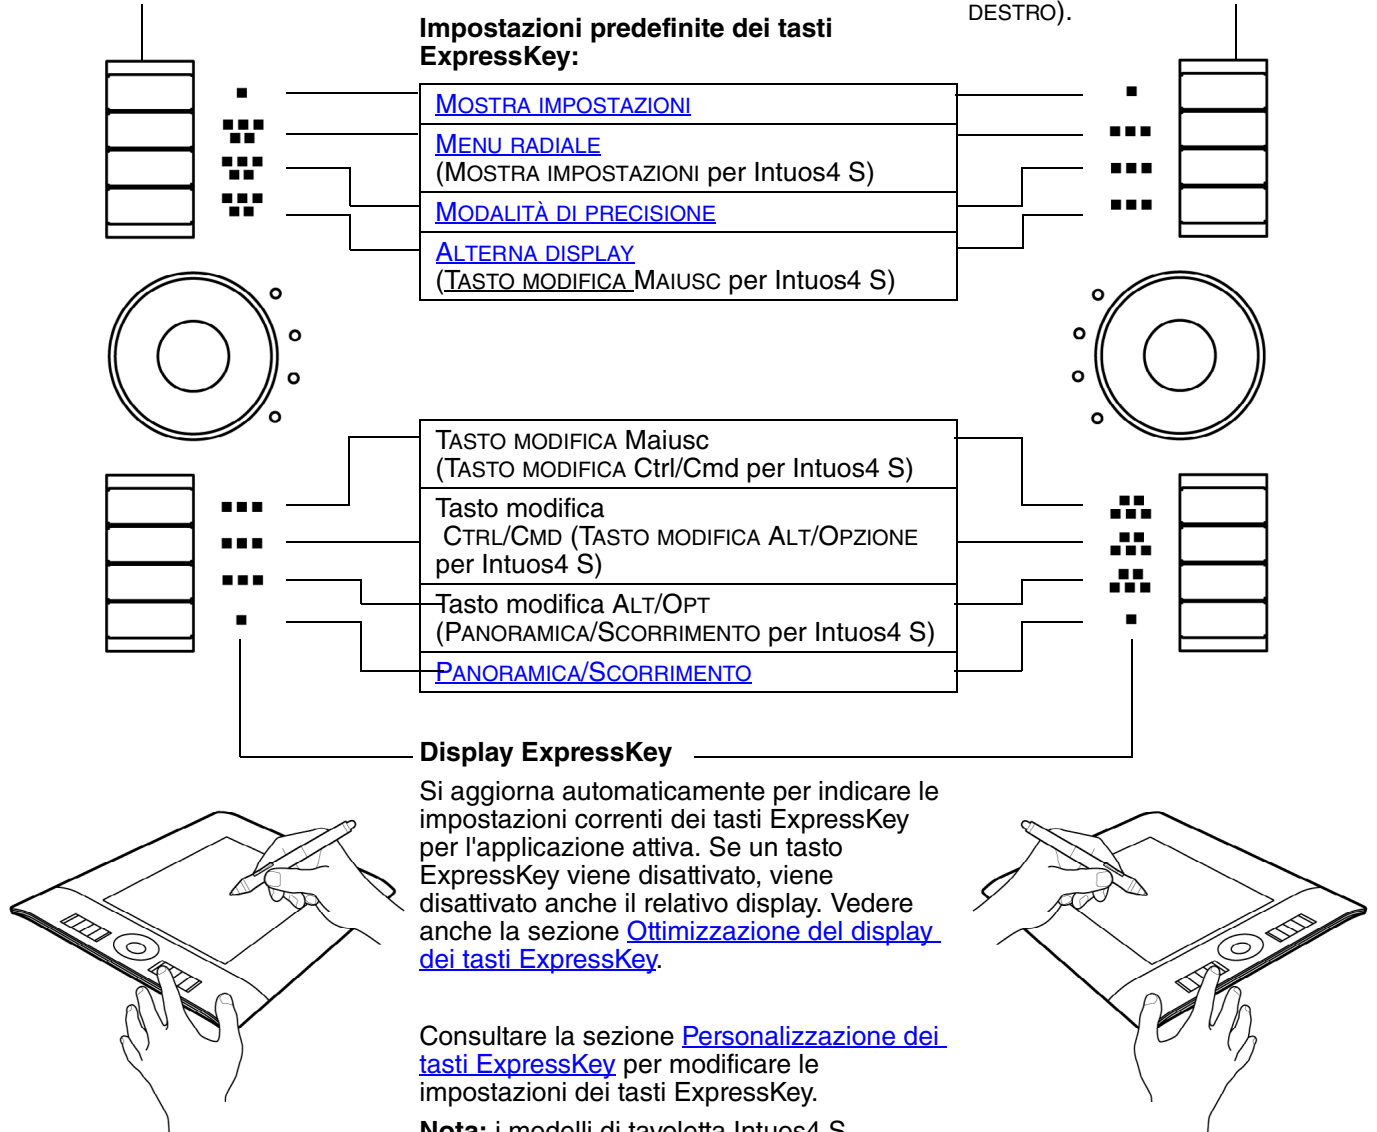 DESTRO).
Impostazioni predefinite dei tasti
ExpressKey:
MOSTRA IMPOSTAZIONI
MENU RADIALE
(MOSTRA IMPOSTAZIONI per Intuos4 S)
MODALITÀ DI PRECISIONE
ALTERNA DISPLAY
(TASTO MODIFICA MAIUSC per Intuos4 S)
TASTO MODIFICA Maiusc
(TASTO MODIFICA Ctrl/Cmd per Intuos4 S)
Tasto modifica
CTRL/CMD (TASTO MODIFICA ALT/OPZIONE
per Intuos4 S)
Tasto modifica ALT/OPT
(PANORAMICA/SCORRIMENTO per Intuos4 S)
PANORAMICA/SCORRIMENTO
Display ExpressKey
Si aggiorna automaticamente per indicare le
impostazioni correnti dei tasti ExpressKey
per l'applicazione attiva. Se un tasto
ExpressKey viene disattivato, viene
disattivato anche il relativo display. Vedere
anche la sezione Ottimizzazione del display
dei tasti ExpressKey.
Consultare la sezione Personalizzazione dei
tasti ExpressKey per modificare le
impostazioni dei tasti ExpressKey.
Nota: i modelli di tavoletta Intuos4 S